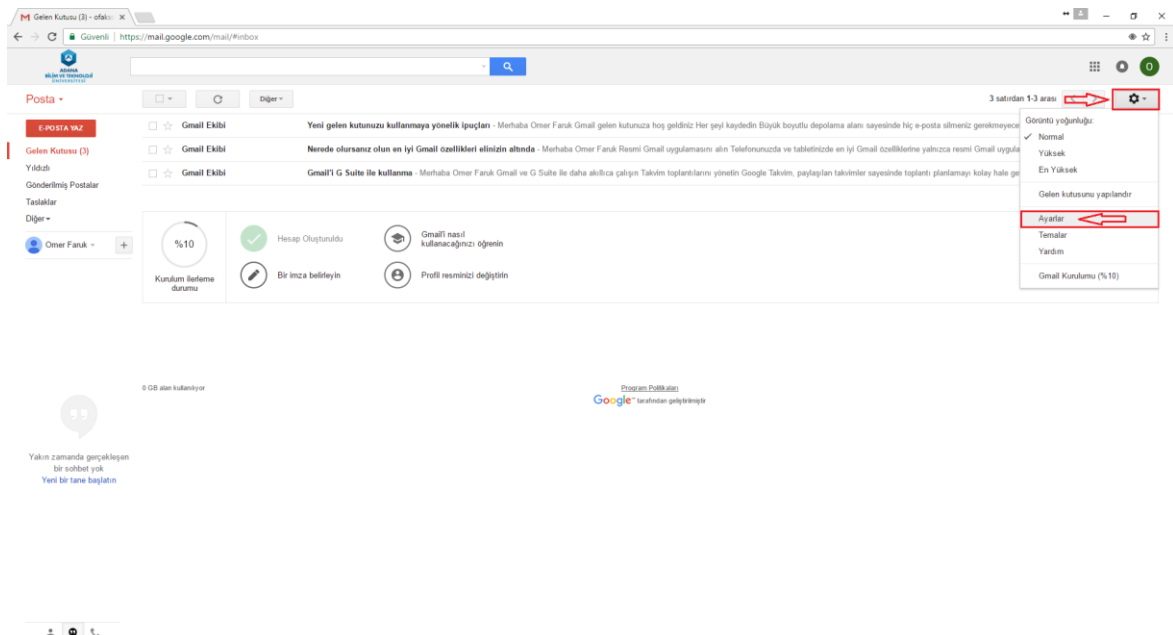 Gelen Kutusu (3) - ofaks
Güvenli | https://mail.google.com/mail/#inbox
ADANA
BİLİM VE TEKNOLOJİ
ÜNİVERSİTESİ
O
Posta
Diğer
3 satırdan 1-3 arası
E-POSTA YAZ
Gelen Kutusu (3)
Yıldızlı
Gönderilmiş Postalar
Taslaklar
Diğer
Omer Faruk
+
Gmail Ekibi Yeni gelen kutunuzu kullanmaya yönelik ipuçları - Merhaba Omer Faruk Gmail gelen kutunuza hoş geldiniz Her şeyi kaydedin Büyük boyutlu depolama alanı sayesinde hiç e-posta silmeniz gerekmeyece
Gmail Ekibi Nerede olursanız olun en iyi Gmail özellikleri elinizin altında - Merhaba Omer Faruk Resmi Gmail uygulamasını alın Telefonunuzda ve tabletinizde en iyi Gmail özelliklerine yalnızca resmi Gmail uygula
Gmail Ekibi Gmail'i G Suite ile kullanma - Merhaba Omer Faruk Gmail ve G Suite ile daha akıllıca çalışın Takvim toplantılarını yönetin Google Takvim, paylaşılan takvimler sayesinde toplantı planlamayı kolay hale ge
Görüntü yoğunluğu:
Normal
Yüksek
En Yüksek
Gelen kutusunu yapılandır
Ayarlar
Temalar
Yardım
Gmail Kurulumu (%10)
%10
Kurulum ilerleme
durumu
Hesap Oluşturuldu
Bir imza belirleyin
Gmail'i nasıl
kullanacağınızı öğrenin
Profil resminizi değiştirin
0 GB alan kullanılıyor
Program Politikaları
Google™ tarafından geliştirilmiştir
Yakın zamanda gerçekleşen
bir sohbet yok
Yeni bir tane başlatın